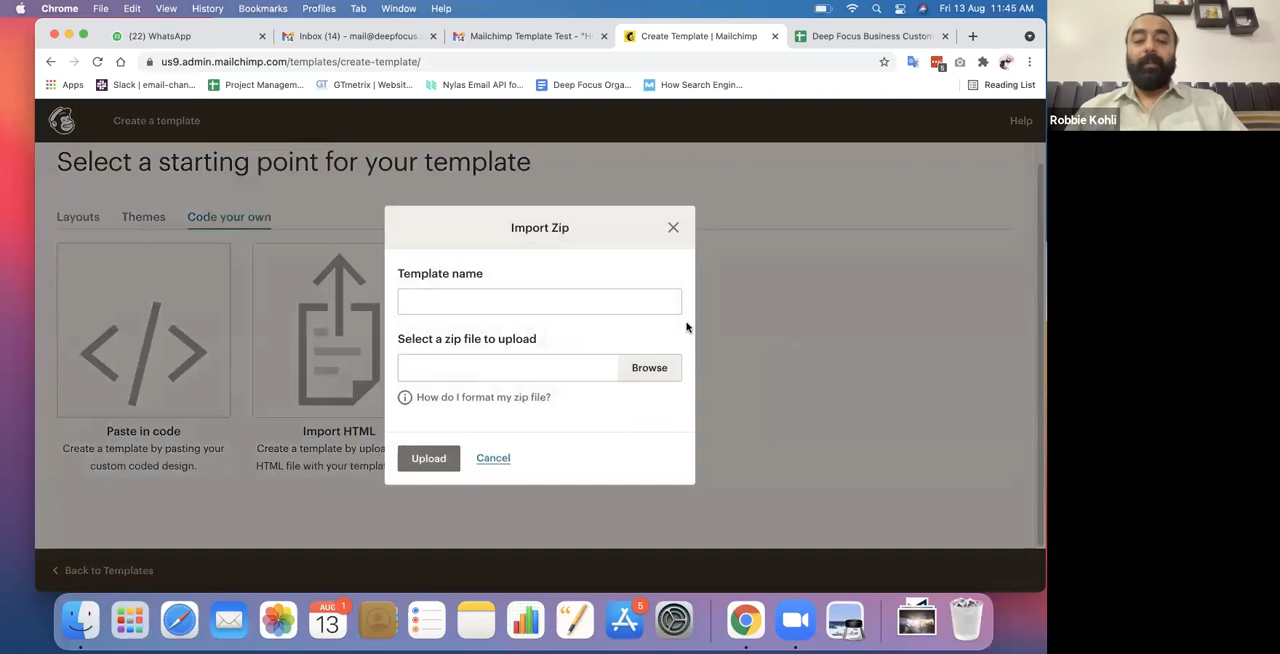 Chrome File Edit View History Bookmarks Profiles Tab Window Help Fri 13 Aug 11:45 AM
(22) WhatsApp
Inbox (14) - mail@deepfocus.
Mailchimp Template Test - "H
Create Template | Mailchimp
Deep Focus Business Custom
us9.admin.mailchimp.com/templates/create-template/
6
Apps
Slack | email-chan...
Project Managem...
GT GTmetrix | Websit...
Nylas Email API fo...
Deep Focus Orga...
How Search Engin...
Reading List
Robbie Kohli
Create a template
Help
Select a starting point for your template
Layouts Themes Code your own
Import Zip
Template name
Select a zip file to upload
Browse
How do I format my zip file?
Upload Cancel
Paste in code
Create a template by pasting your
custom coded design.
Import HTML
Create a template by uploa
HTML file with your templat
Back to Templates
AUG 1
13
5